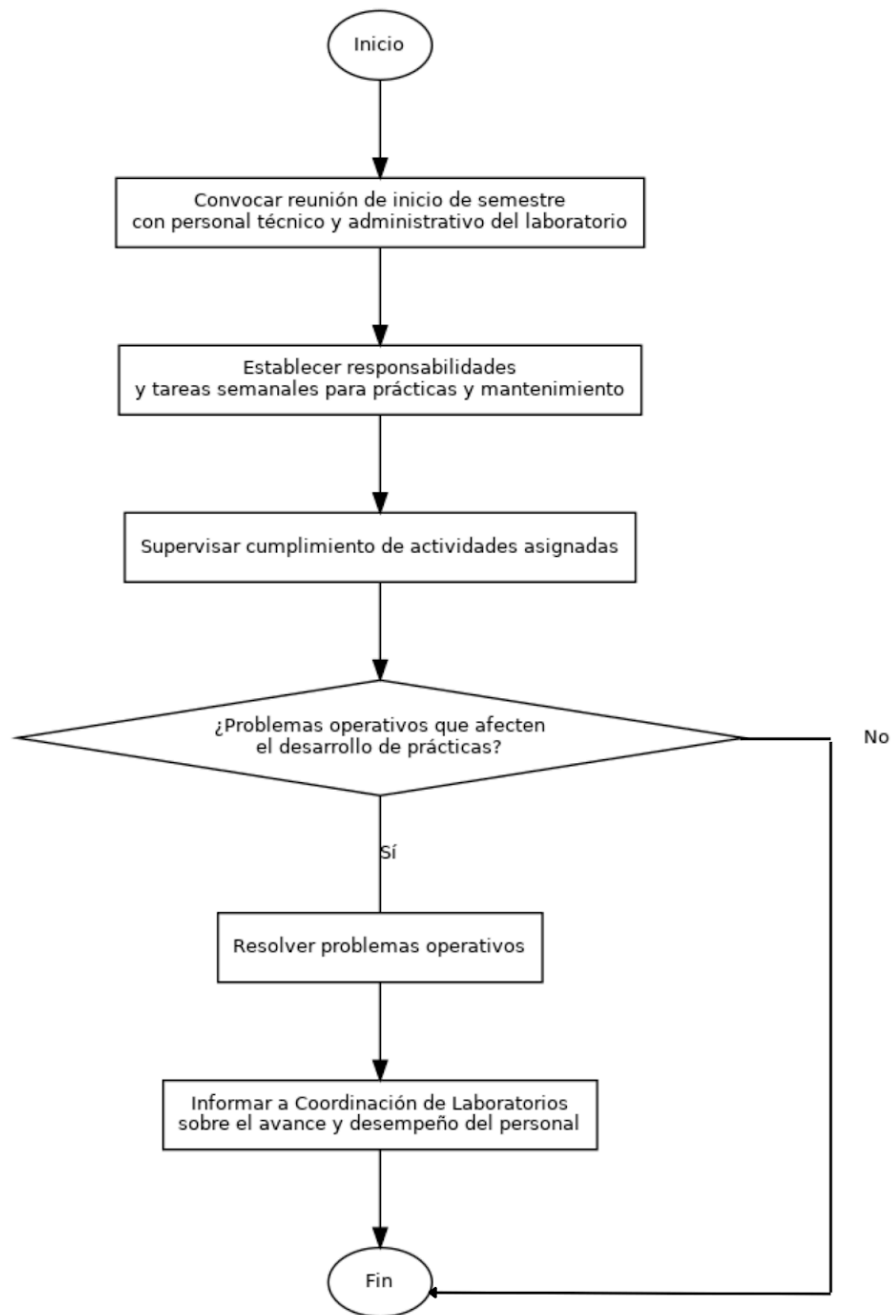 Inicio
Convocar reunión de inicio de semestre
con personal técnico y administrativo del laboratorio
Establecer responsabilidades
y tareas semanales para prácticas y mantenimiento
Supervisar cumplimiento de actividades asignadas
¿Problemas operativos que afecten
el desarrollo de prácticas?
No
Sí
Resolver problemas operativos
Informar a Coordinación de Laboratorios
sobre el avance y desempeño del personal
Fin